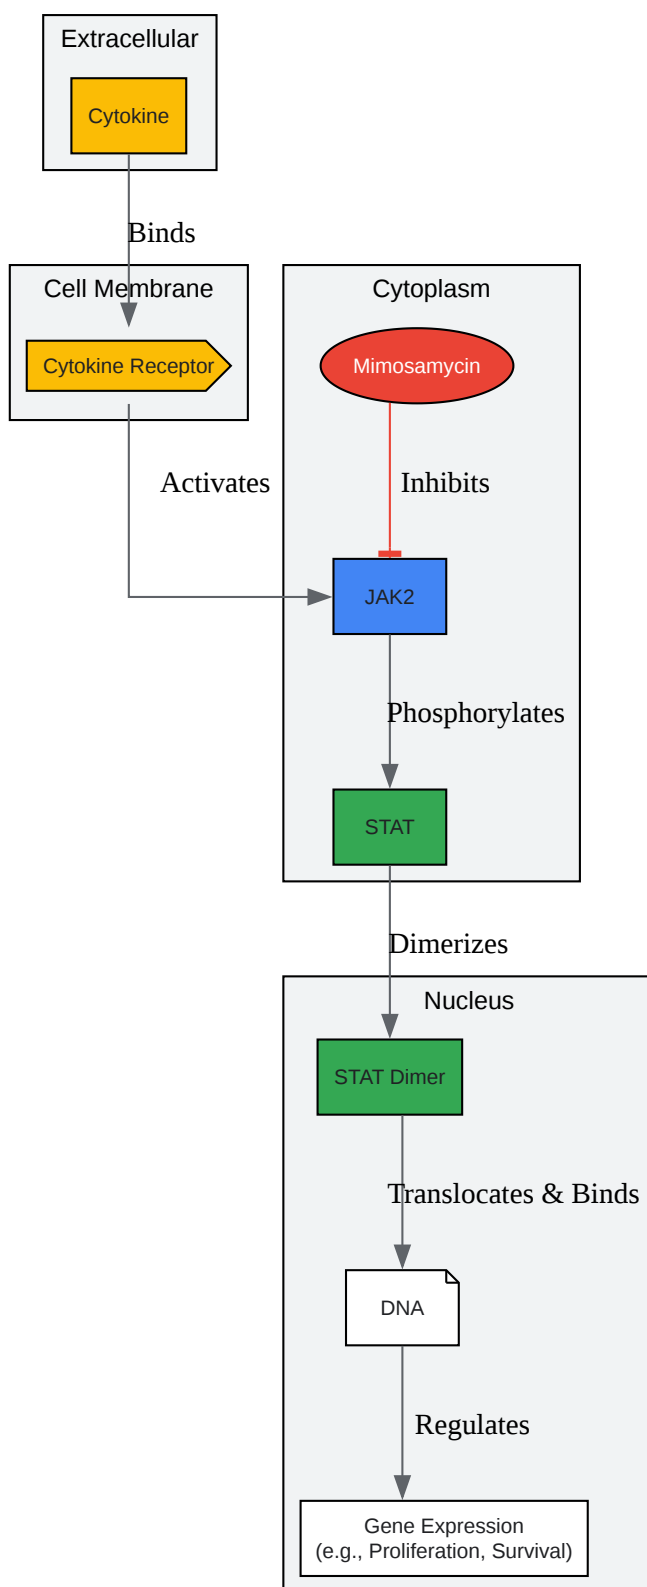 Extracellular
Cytokine
Binds
Cell Membrane
Cytokine Receptor
Cytoplasm
Mimosamycin
Activates
Inhibits
JAK2
Phosphorylates
STAT
Dimerizes
Nucleus
STAT Dimer
Translocates & Binds
DNA
Regulates
Gene Expression
(e.g., Proliferation, Survival)